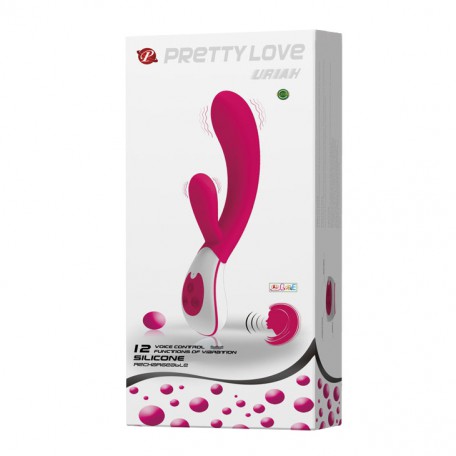 P PRETTY LOVE
URIAH
12 VOICE CONTROL
FUNCTIONS OF VIBRATION
SILICONE
RECHARGEABLE